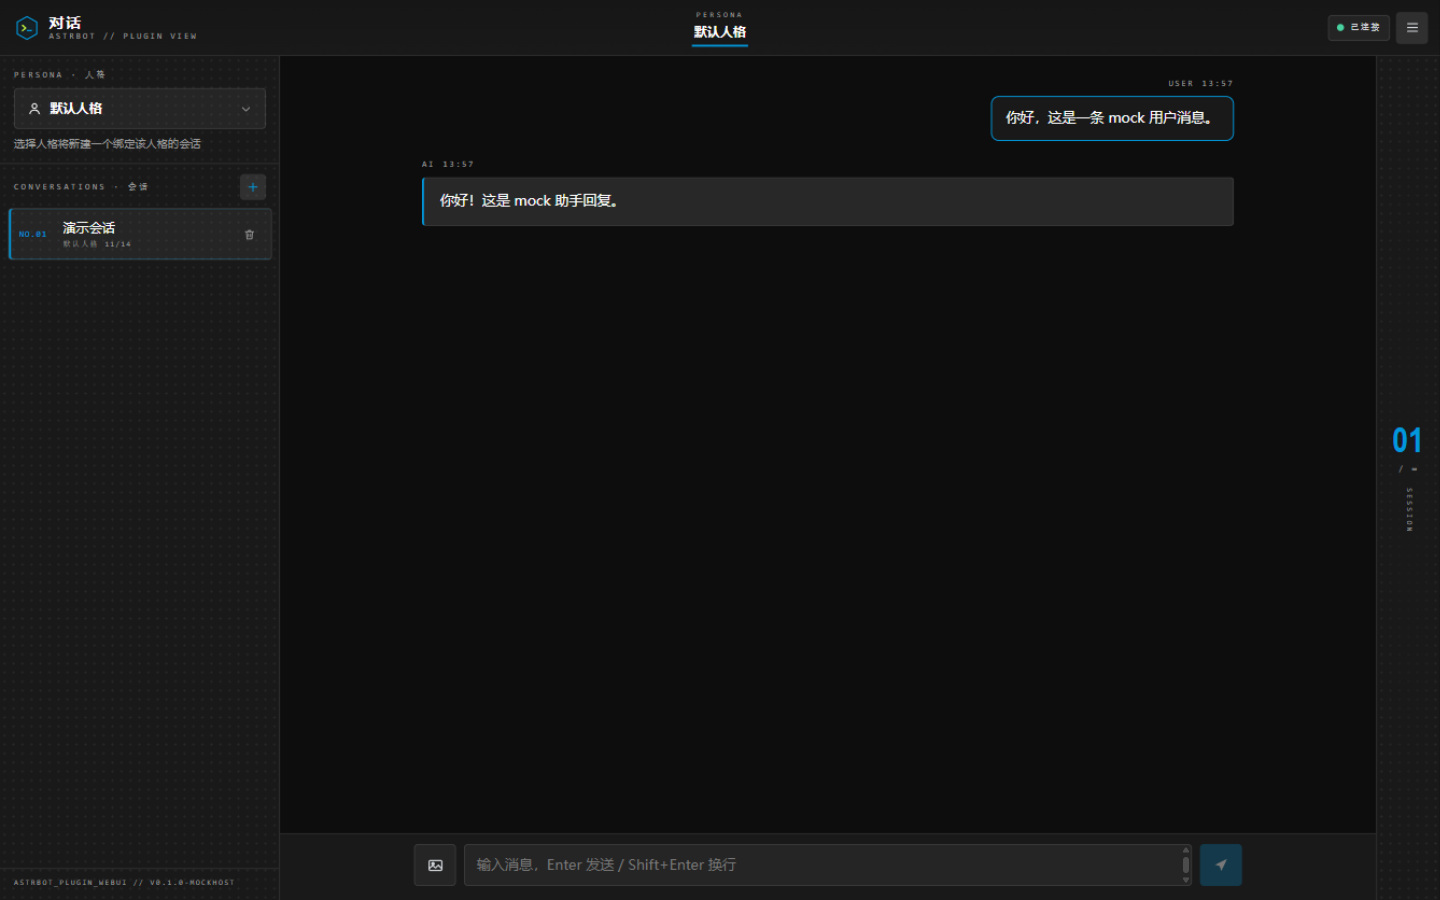 对话
ASTRBOT // PLUGIN VIEW
PERSONA
默认人格
已连接
PERSONA · 人格
默认人格
选择人格将新建一个绑定该人格的会话
CONVERSATIONS · 会话
NO.01
演示会话
默认人格 11/14
USER 13:57
你好，这是一条 mock 用户消息。
AI 13:57
你好！这是 mock 助手回复。
01
/ ∞
SESSION
输入消息，Enter 发送 / Shift+Enter 换行
ASTRBOT_PLUGIN_WEBUI // V0.1.0-MOCKHOST